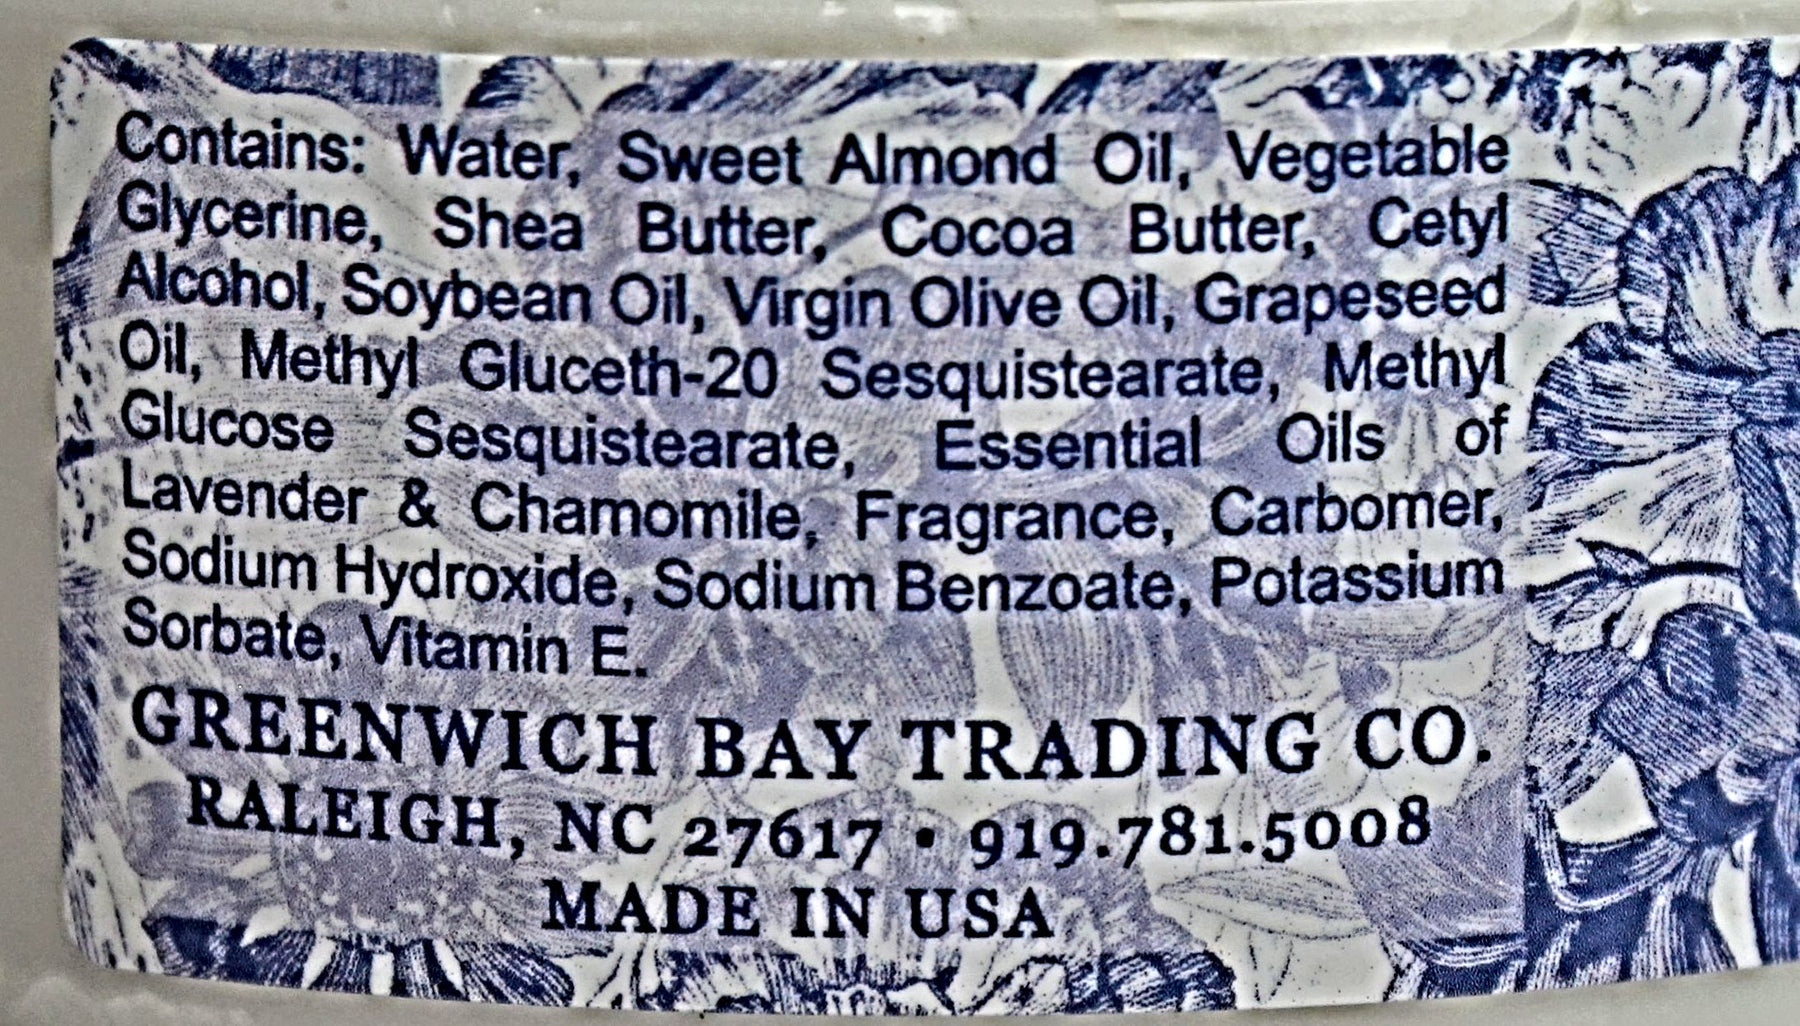 Contains: Water, Sweet Almond Oil, Vegetable
Glycerine, Shea Butter, Cocoa Butter, Cetyl
Alcohol, Soybean Oil, Virgin Olive Oil, Grapeseed
Oil, Methyl Gluceth-20 Sesquistearate, Methyl
Glucose Sesquistearate, Essential Oils of
Lavender & Chamomile, Fragrance, Carbomer,
Sodium Hydroxide, Sodium Benzoate, Potassium
Sorbate, Vitamin E.
GREENWICH BAY TRADING CO.
RALEIGH, NC 27617 • 919.781.5008
MADE IN USA